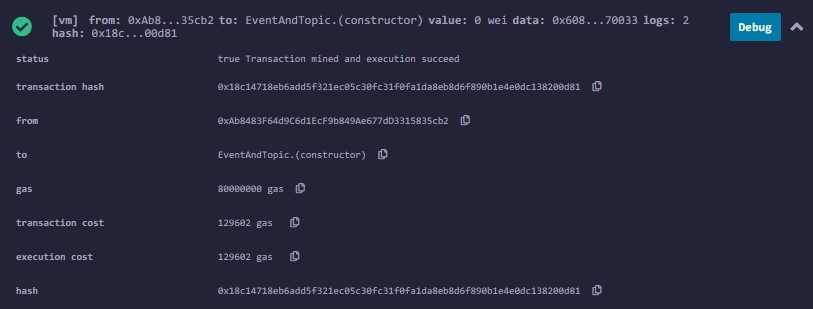 [vm] from: 0xAb8...35cb2 to: EventAndTopic.(constructor) value: 0 wei data: 0x608...70033 logs: 2
hash: 0x18c...00d81
Debug
status true Transaction mined and execution succeed
transaction hash 0x18c14718eb6add5f321ec05c30fc31f0fa1da8eb8d6f890b1e4e0dc138200d81
from 0xAb8483F64d9C6d1EcF9b849Ae677dD3315835cb2
to EventAndTopic.(constructor)
gas 80000000 gas
transaction cost 129602 gas
execution cost 129602 gas
hash 0x18c14718eb6add5f321ec05c30fc31f0fa1da8eb8d6f890b1e4e0dc138200d81